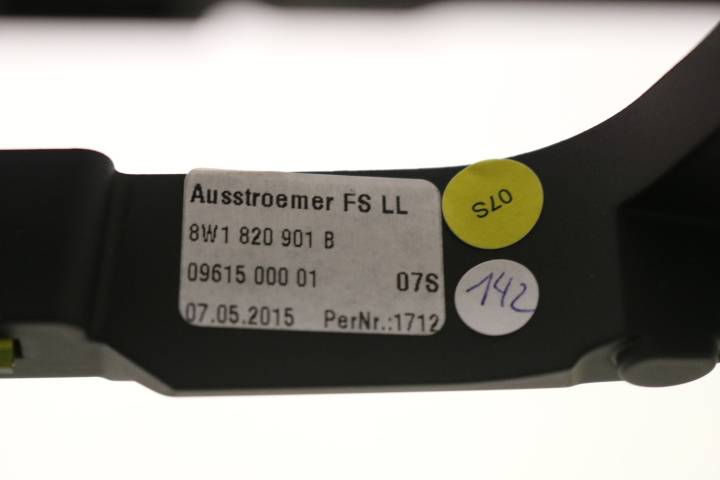 Ausstroemer FS LL
8W1 820 901 B
09615 000 01 07S
07.05.2015 PerNr.:1712
07S
142